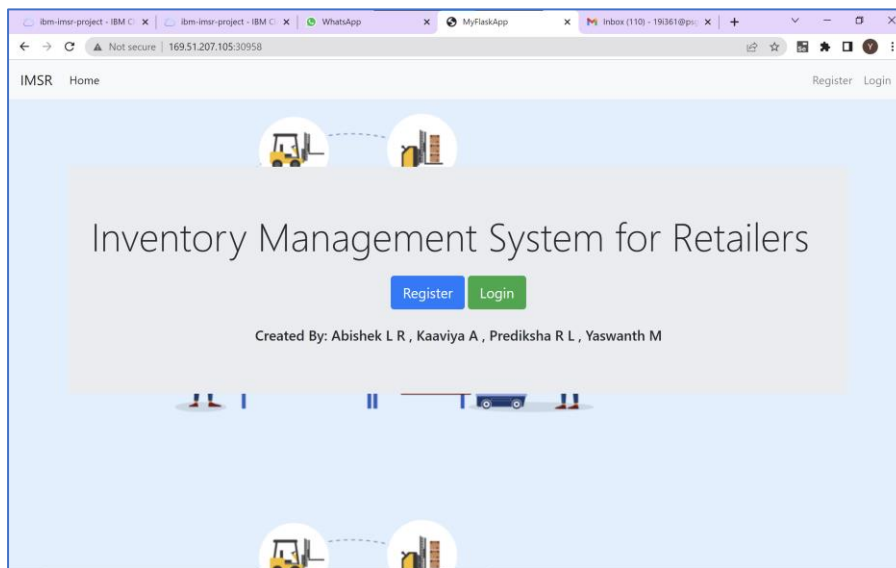 ibm-imsr-project - IBM Cl
ibm-imsr-project - IBM Cl
WhatsApp
MyFlaskApp
Inbox (110) - 19i361@psg
Not secure 169.51.207.105:30958
IMSR Home Register Login
Inventory Management System for Retailers
Register Login
Created By: Abishek L R , Kaaviya A , Prediksha R L , Yaswanth M